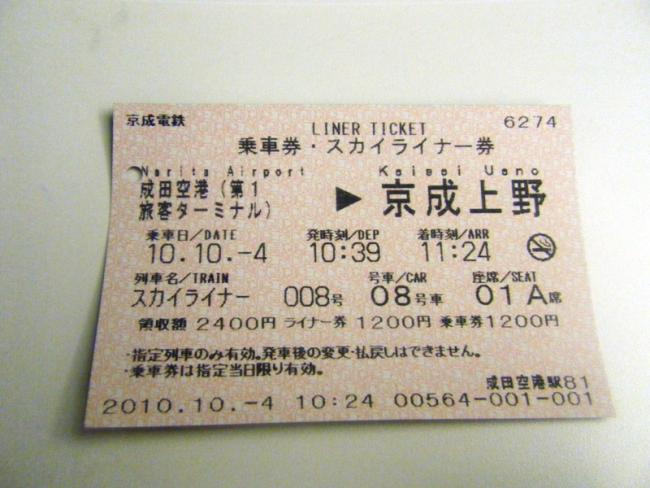 京成電鉄 LINER TICKET 6274
乗車券・スカイライナー券
Narita Airport Keisei Ueno
成田空港(第1
旅客ターミナル) ▶ 京成上野
乗車日/DATE 発時刻/DEP 着時刻/ARR
10.10.-4 10:39 11:24
列車名/TRAIN 号車/CAR 座席/SEAT
スカイライナー 008号 08号車 01A席
領収額 2400円 ライナー券 1200円 乗車券 1200円
・指定列車のみ有効。発車後の変更・払戻しはできません。
・乗車券は指定当日限り有効。
成田空港駅81
2010.10.-4 10:24 00564-001-001